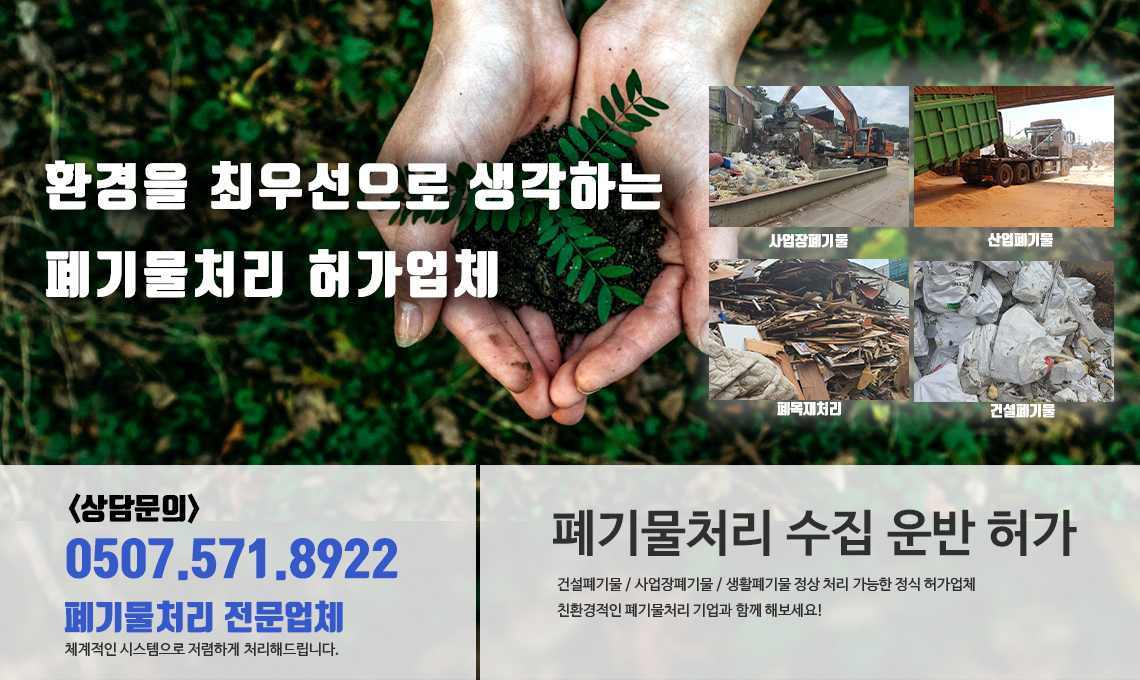 환경을 최우선으로 생각하는
폐기물처리 허가업체
사업장폐기물
산업폐기물
폐목재처리
건설폐기물
<상담문의>
0507.571.8922
폐기물처리 전문업체
체계적인 시스템으로 저렴하게 처리해드립니다.
폐기물처리 수집 운반 허가
건설폐기물 / 사업장폐기물 / 생활폐기물 정상 처리 가능한 정식 허가업체
친환경적인 폐기물처리 기업과 함께 해보세요!